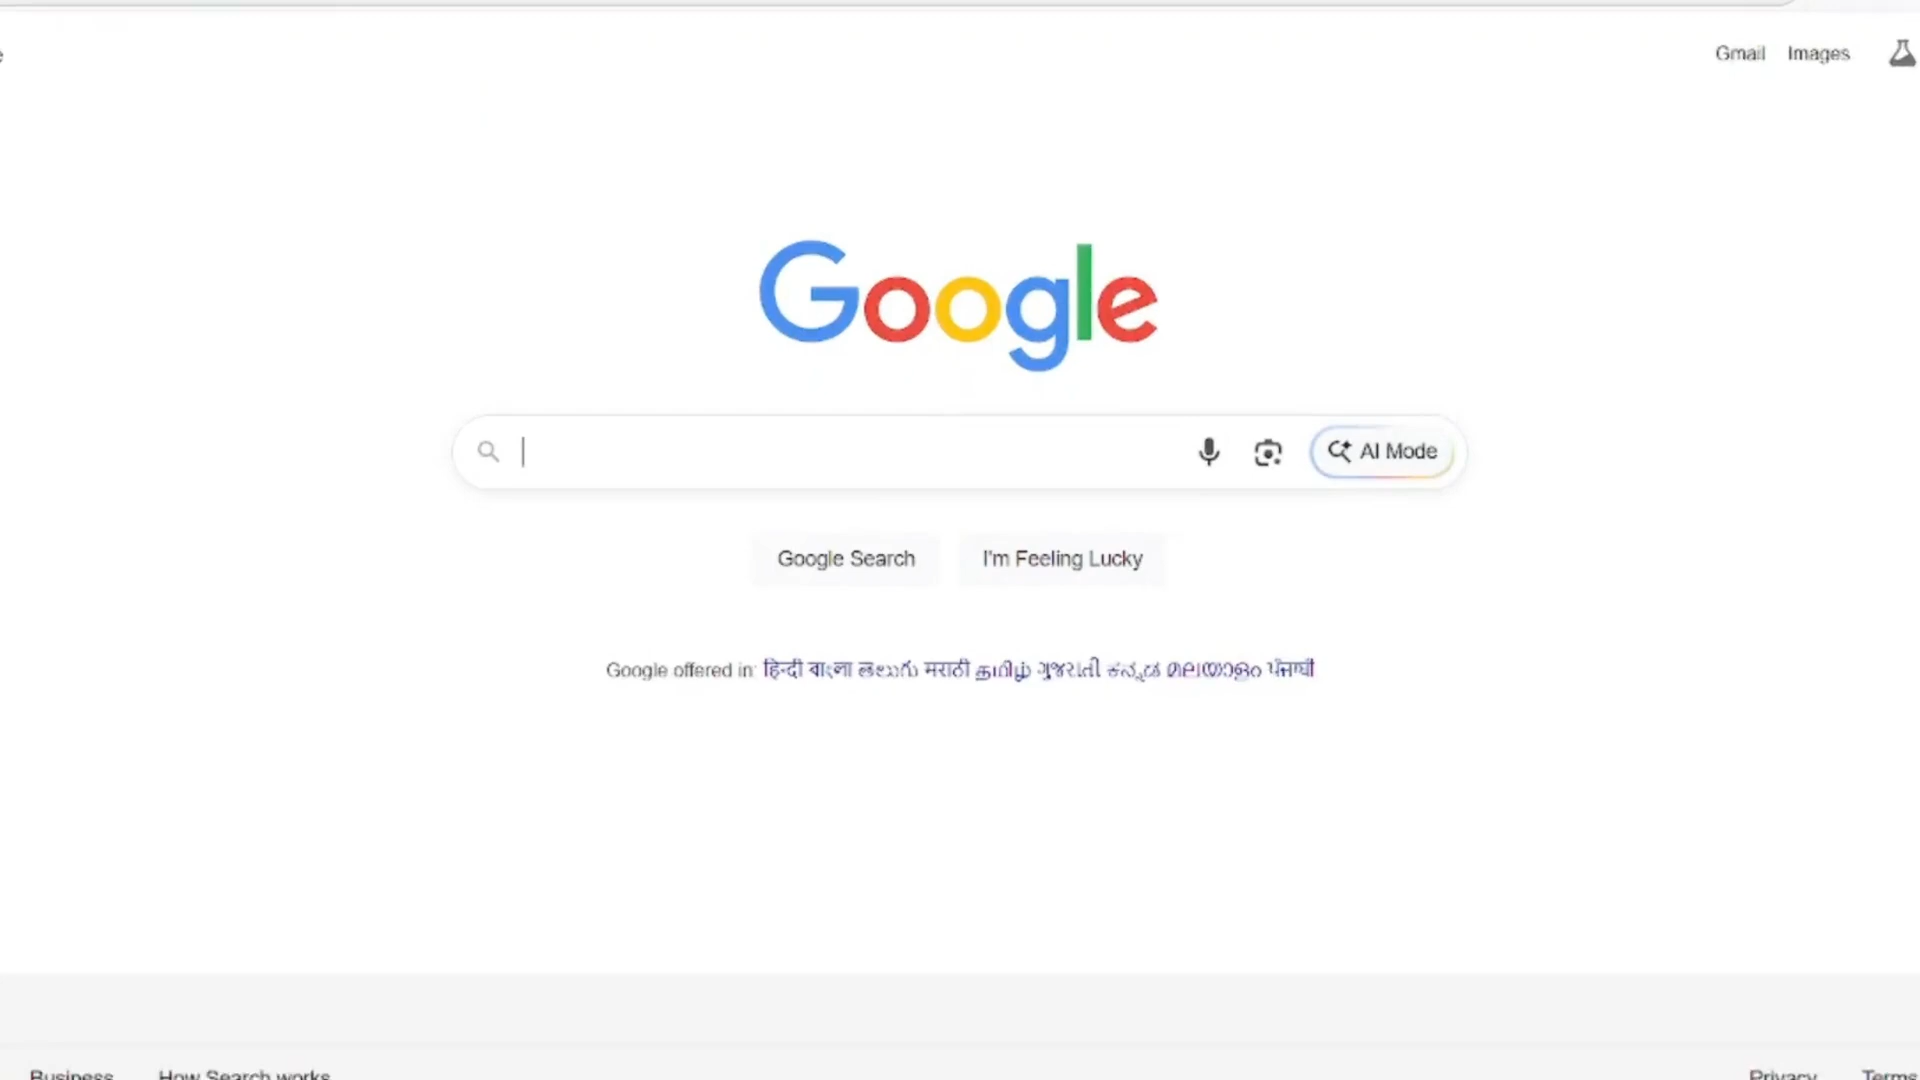 Gmail Images
Google
AI Mode
Google Search I'm Feeling Lucky
Google offered in: हिन्दी বাংলা తెలుగు मराठी தமிழ் ગુજરાતી ಕನ್ನಡ മലയാളം ਪੰਜਾਬੀ
Business How Search works Privacy Terms